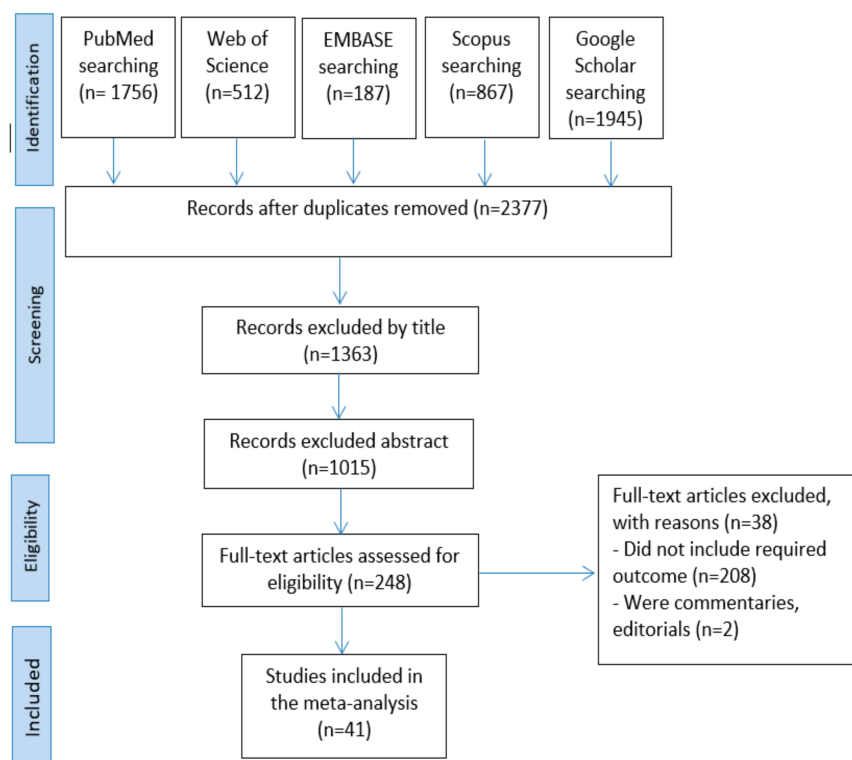 Identification
PubMed
searching
(n= 1756)
Web of
Science
(n=512)
EMBASE
searching
(n=187)
Scopus
searching
(n=867)
Google
Scholar
searching
(n=1945)
Records after duplicates removed (n=2377)
Screening
Records excluded by title
(n=1363)
Records excluded abstract
(n=1015)
Eligibility
Full-text articles assessed for
eligibility (n=248)
Full-text articles excluded,
with reasons (n=38)
- Did not include required
outcome (n=208)
- Were commentaries,
editorials (n=2)
Included
Studies included in
the meta-analysis
(n=41)